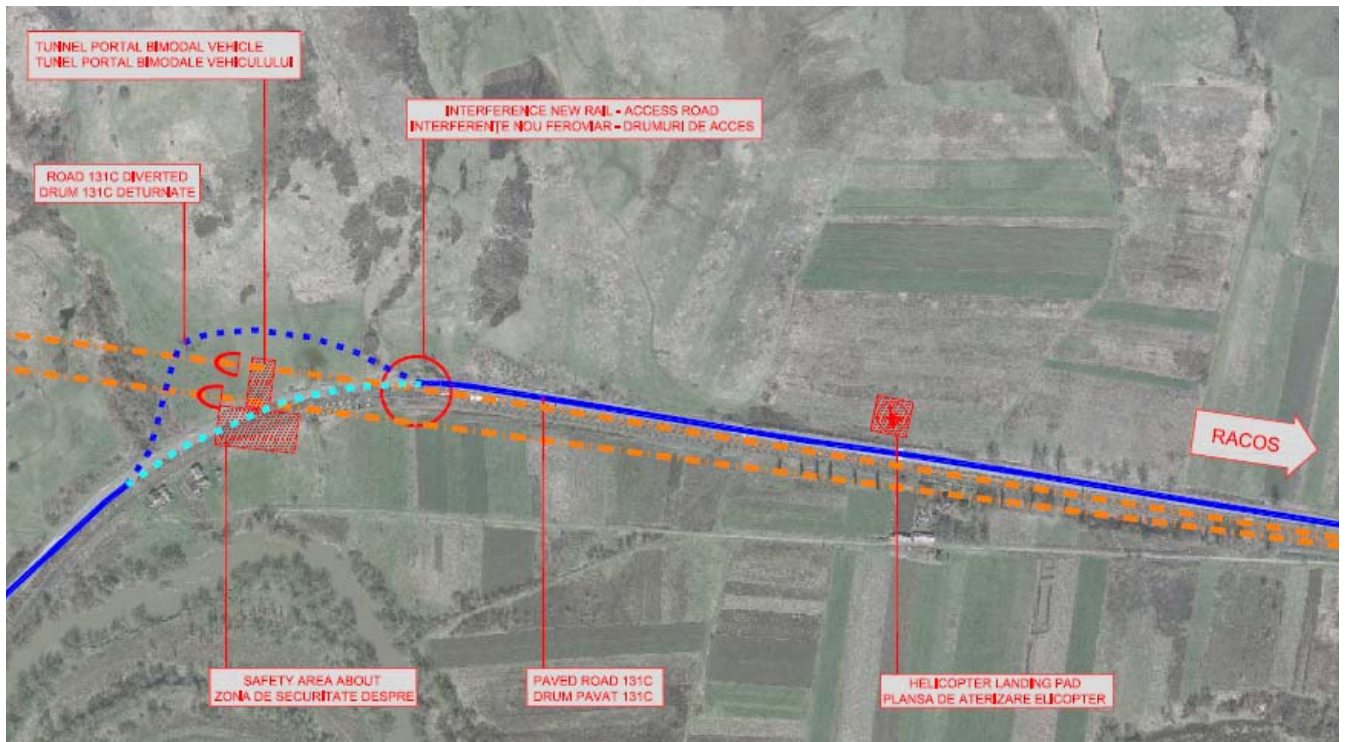 TUNNEL PORTAL BIMODAL VEHICLE
TUNEL PORTAL BIMODALE VEHICULULUI
INTERFERENCE NEW RAIL - ACCESS ROAD
INTERFERENȚE NOU FEROVIAR - DRUMURI DE ACCES
ROAD 131C DIVERTED
DRUM 131C DETURNATE
RACOS
SAFETY AREA ABOUT
ZONA DE SECURITATE DESPRE
PAVED ROAD 131C
DRUM PAVAT 131C
HELICOPTER LANDING PAD
PLANSA DE ATERIZARE ELICOPTER